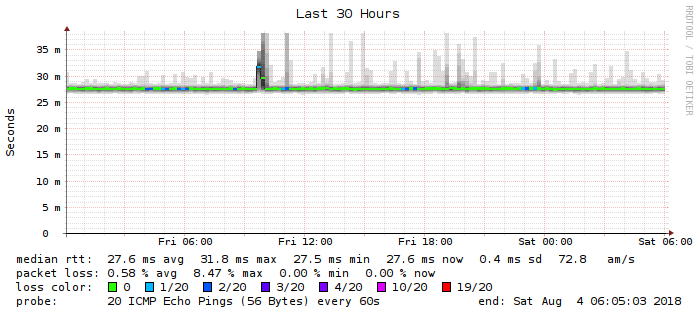 Last 30 Hours
RRDTOOL / TOBI OETIKER
Seconds
35 m
30 m
25 m
20 m
15 m
10 m
5 m
0
Fri 06:00 Fri 12:00 Fri 18:00 Sat 00:00 Sat 06:00
median rtt: 27.6 ms avg 31.8 ms max 27.5 ms min 27.6 ms now 0.4 ms sd 72.8 am/s
packet loss: 0.58 % avg 8.47 % max 0.00 % min 0.00 % now
loss color: 0 1/20 2/20 3/20 4/20 10/20 19/20
probe: 20 ICMP Echo Pings (56 Bytes) every 60s end: Sat Aug 4 06:05:03 2018